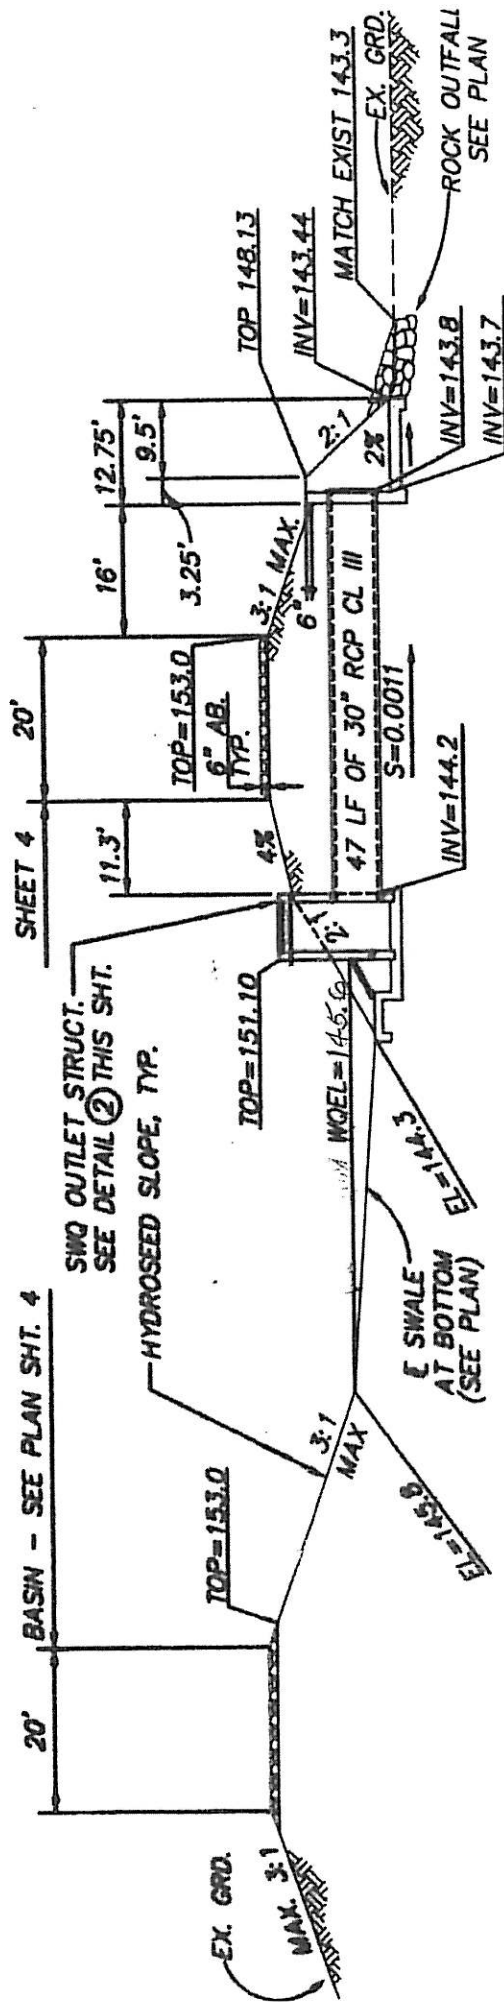 EX. GRD.
MAX. 3:1
20'
BASIN - SEE PLAN SHT. 4
TOP=153.0
3:1
MAX
HYDROSEED SLOPE, TYP.
SWQ OUTLET STRUCT.
SEE DETAIL 2 THIS SHT.
℄ SWALE
AT BOTTOM
(SEE PLAN)
EL=144.3
WQEL=145.6
TOP=151.10
2:1
SHEET 4
11.3'
20'
4%
TOP=153.0
6" AB.
TYP.
3:1 MAX.
16"
3.25'
12.75'
9.5'
6"
47 LF OF 30" RCP CL III
S=0.0011
INV=144.2
TOP 148.13
INV=143.44
2:1
2%
INV=143.8
INV=143.7
MATCH EXIST 143.3
EX. GRD.
ROCK OUTFALL
SEE PLAN